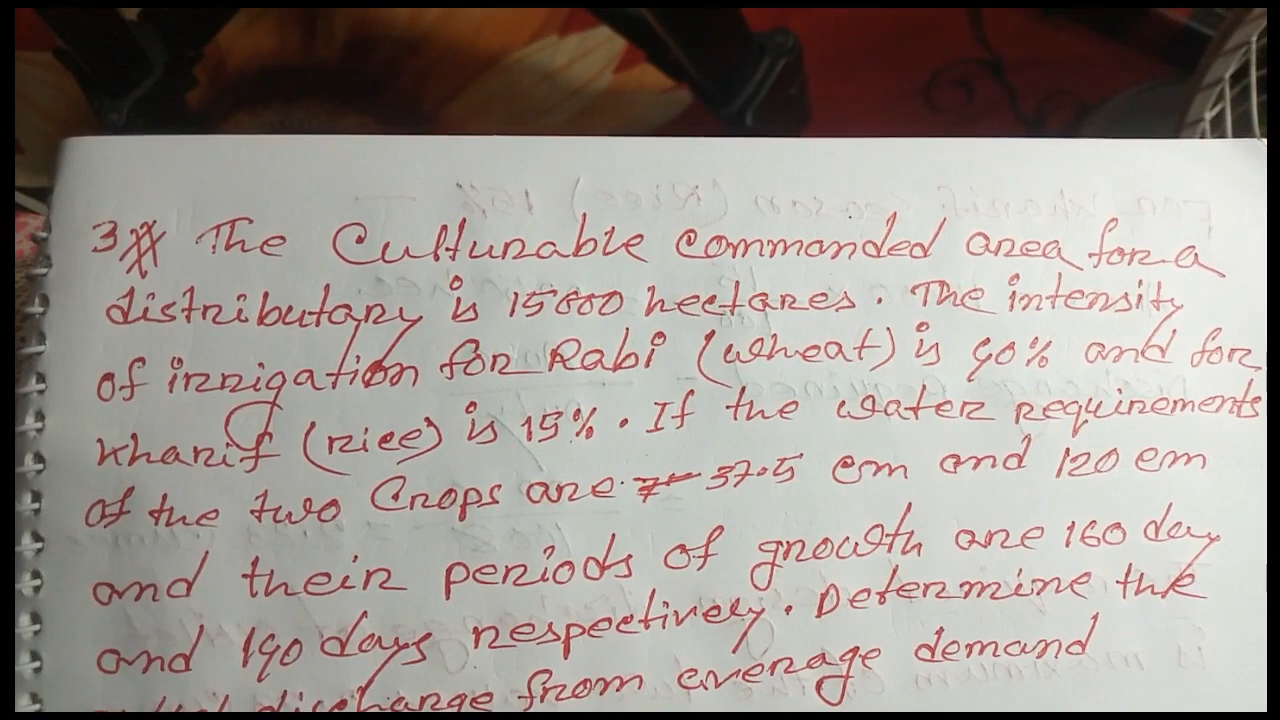 3# The Culturable commanded area for a
distributary is 15000 hectares. The intensity
of irrigation for Rabi (wheat) is 40% and for
kharif (rice) is 15%. If the water requirements
of the two Crops are 37.5 cm and 120 cm
and their periods of growth are 160 day
and 140 days respectively. Determine the
discharge from average demand